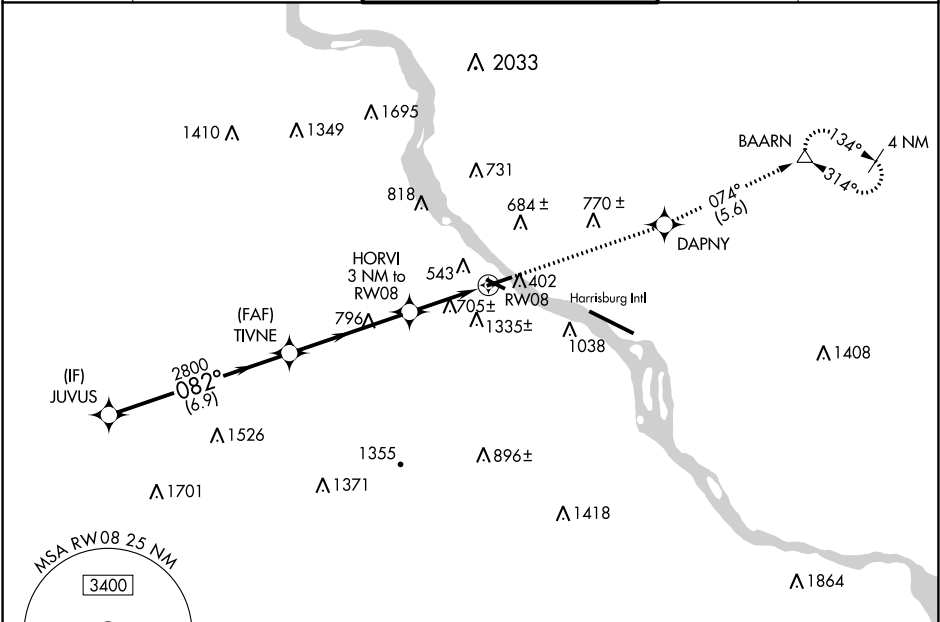 2033
1695
1410
1349
BAARN
134°
4 NM
314°
731
818
684 ±
770 ±
074°
(5.6)
DAPNY
HORVI
3 NM to
RW08
543
402
RW08
Harrisburg Intl
705±
796
1335±
(FAF)
TIVNE
1038
1408
2800
082°
(6.9)
(IF)
JUVUS
1526
1355
896±
1701
1371
1418
MSA RW08 25 NM
3400
1864